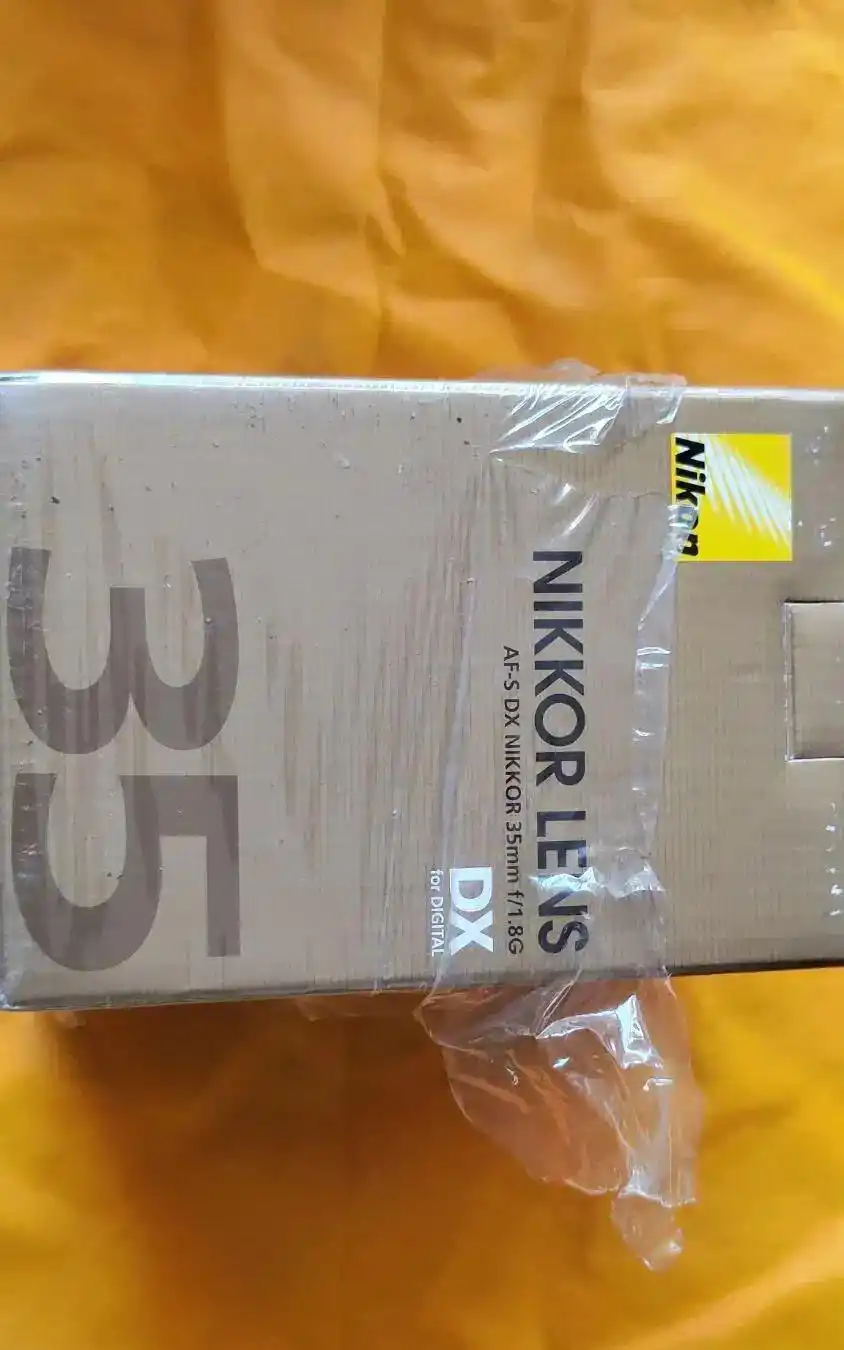 Nikon
NIKKOR LENS
AF-S DX NIKKOR 35mm f/1.8G
DX
for DIGITAL
35